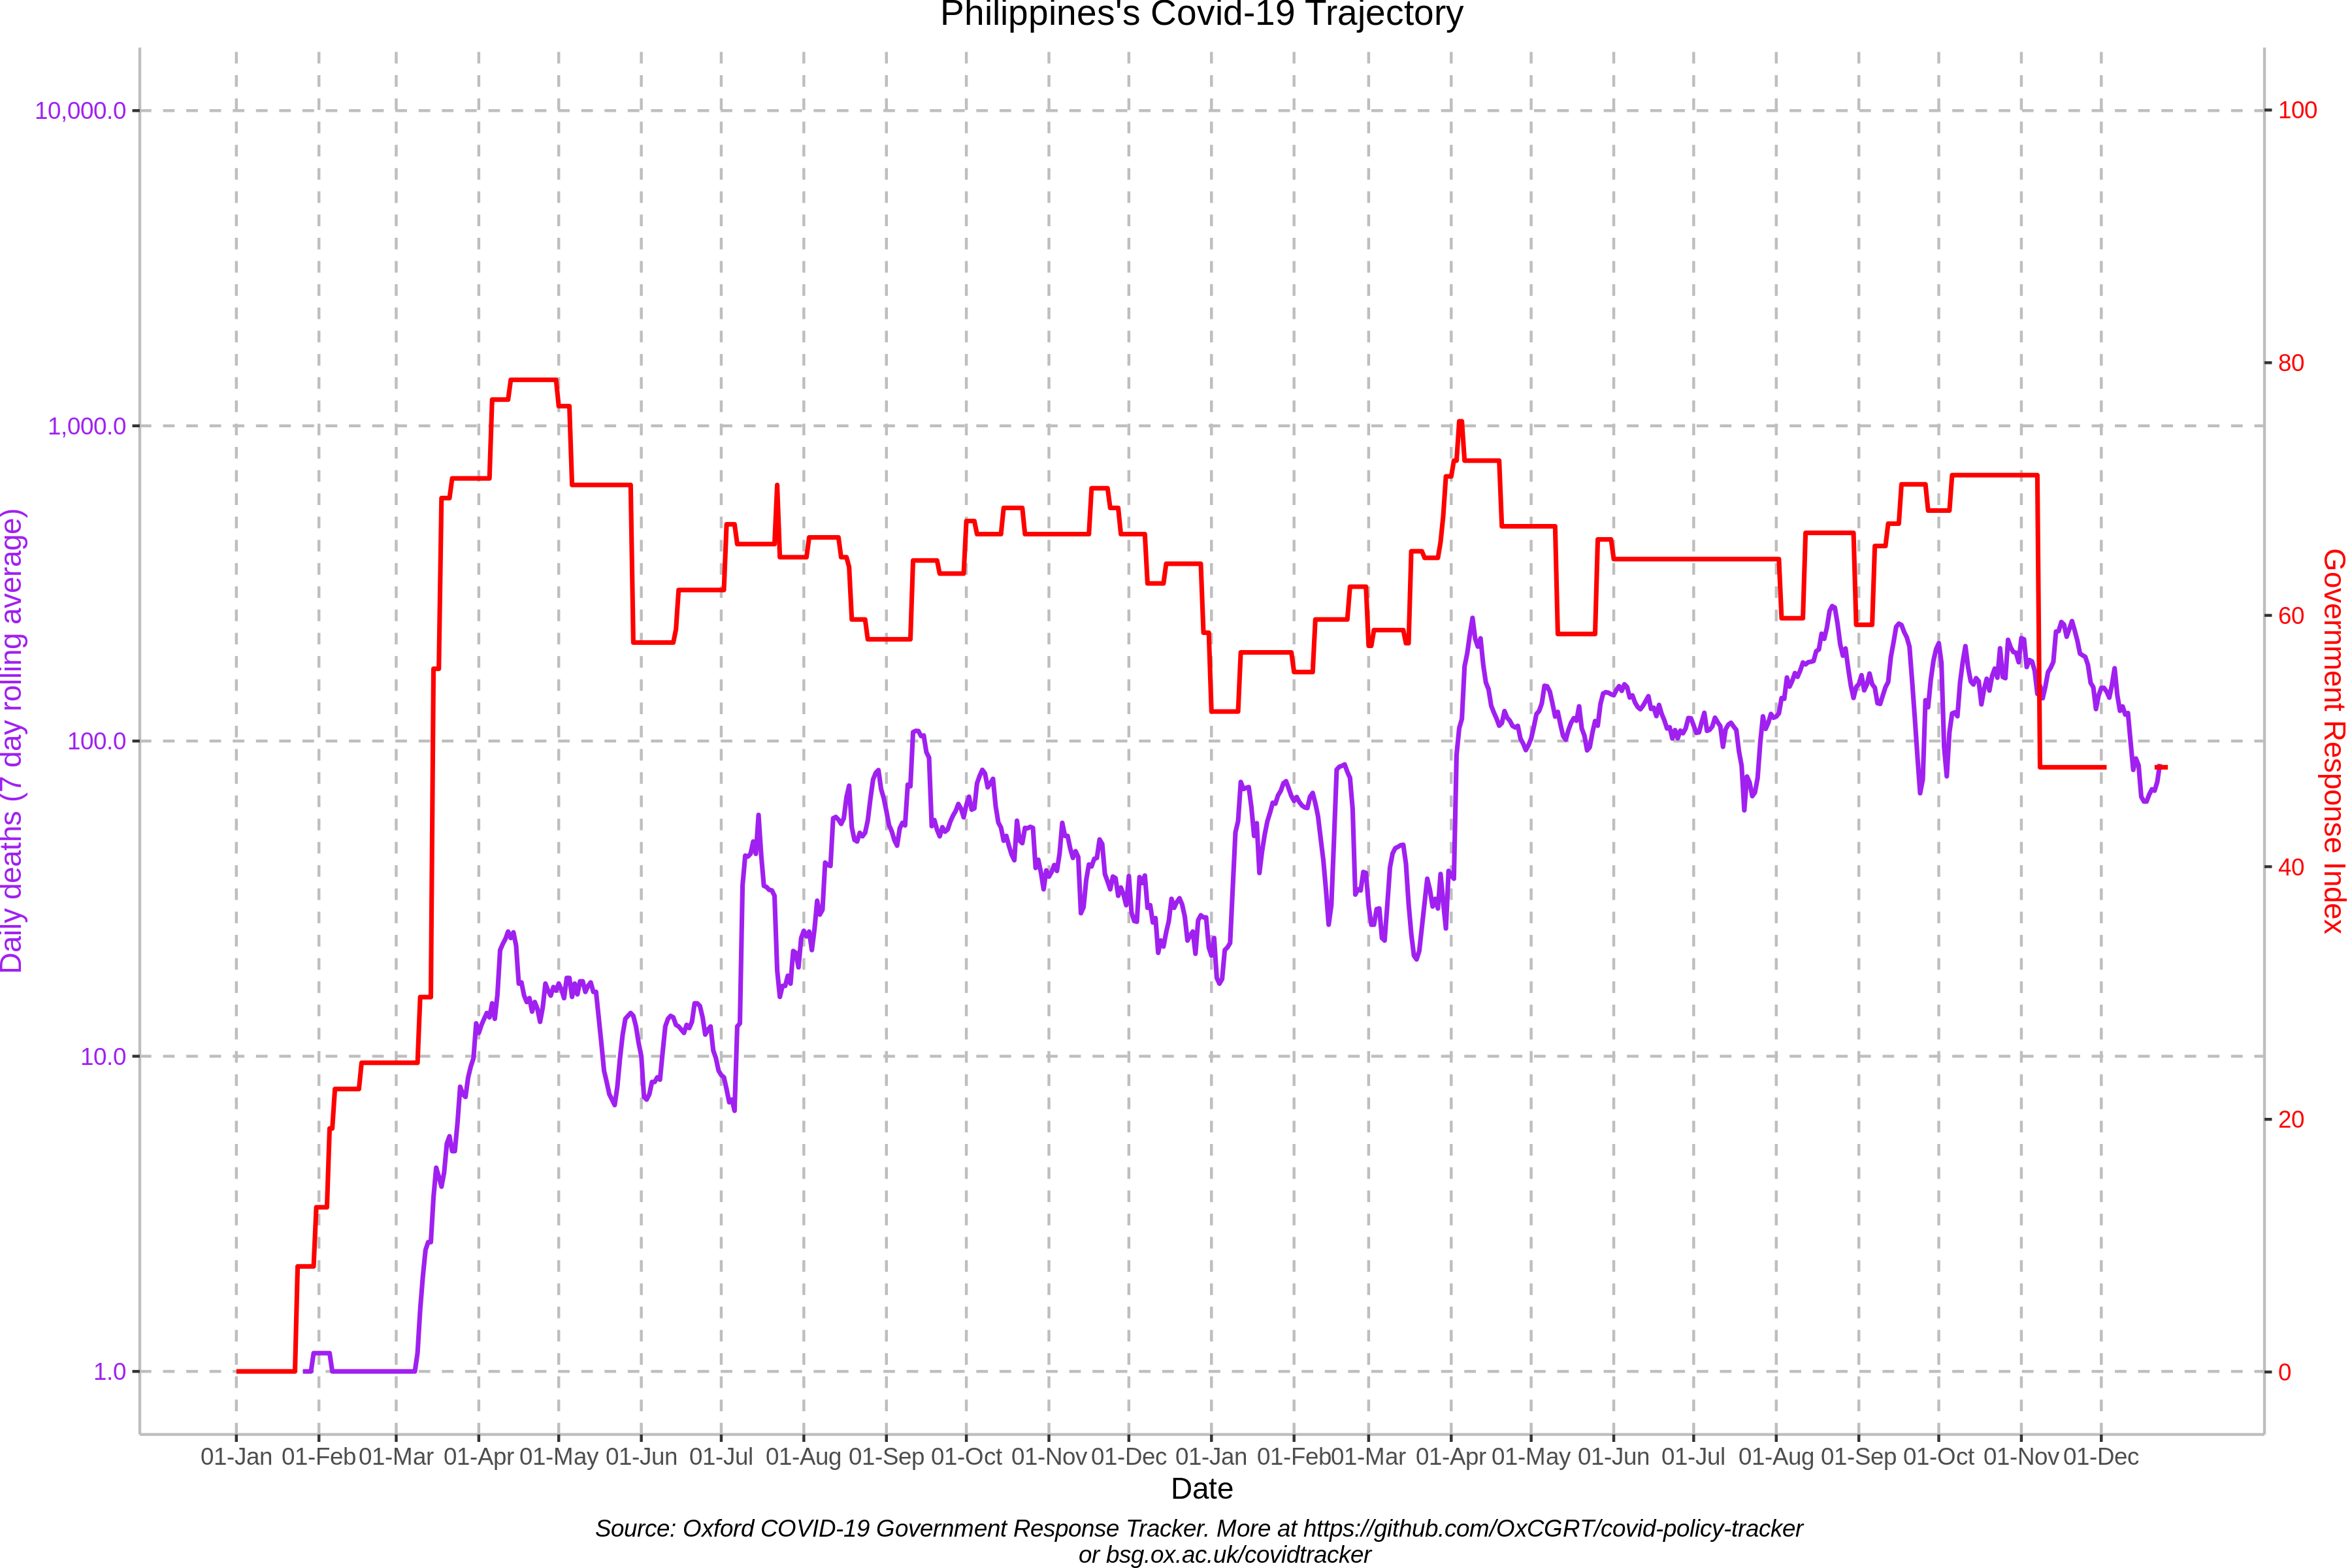 Philippines's Covid-19 Trajectory
10,000.0
1,000.0
100.0
10.0
1.0
Daily deaths (7 day rolling average)
100
80
60
40
20
0
Government Response Index
01-Jan 01-Feb 01-Mar 01-Apr 01-May 01-Jun 01-Jul 01-Aug 01-Sep 01-Oct 01-Nov 01-Dec 01-Jan 01-Feb 01-Mar 01-Apr 01-May 01-Jun 01-Jul 01-Aug 01-Sep 01-Oct 01-Nov 01-Dec
Date
Source: Oxford COVID-19 Government Response Tracker. More at https://github.com/OxCGRT/covid-policy-tracker
or bsg.ox.ac.uk/covidtracker